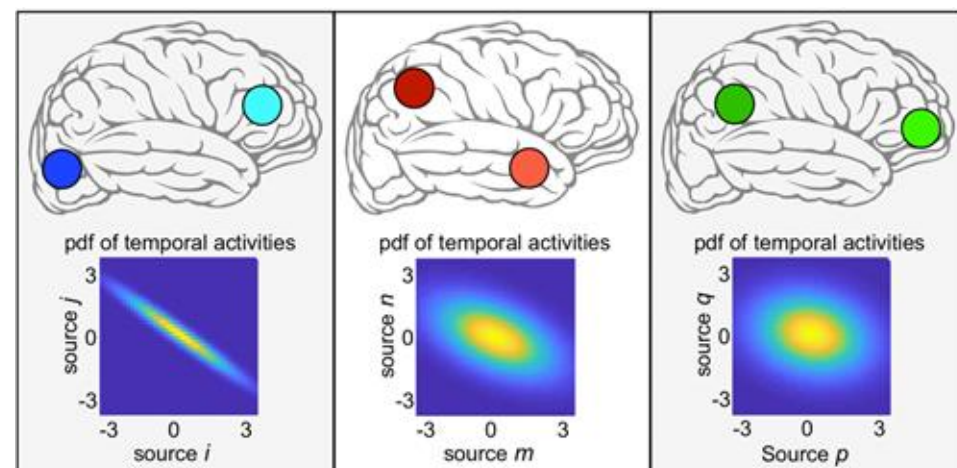 pdf of temporal activities
source j
3
0
-3
-3 0 3
source i
pdf of temporal activities
source n
3
0
-3
-3 0 3
source m
pdf of temporal activities
source q
3
0
-3
-3 0 3
Source p